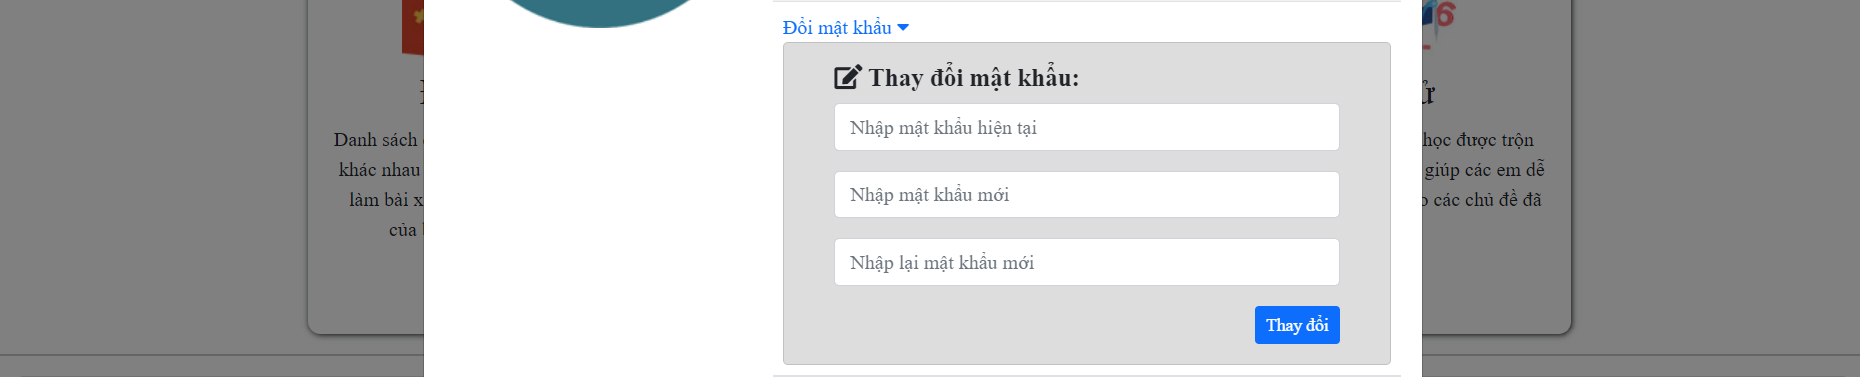 Đổi mật khẩu
Thay đổi mật khẩu:
Nhập mật khẩu hiện tại
Nhập mật khẩu mới
Nhập lại mật khẩu mới
Thay đổi
Danh sách
khác nhau
làm bài
của
ử
học được trộn
giúp các em dễ
các chủ đề đã